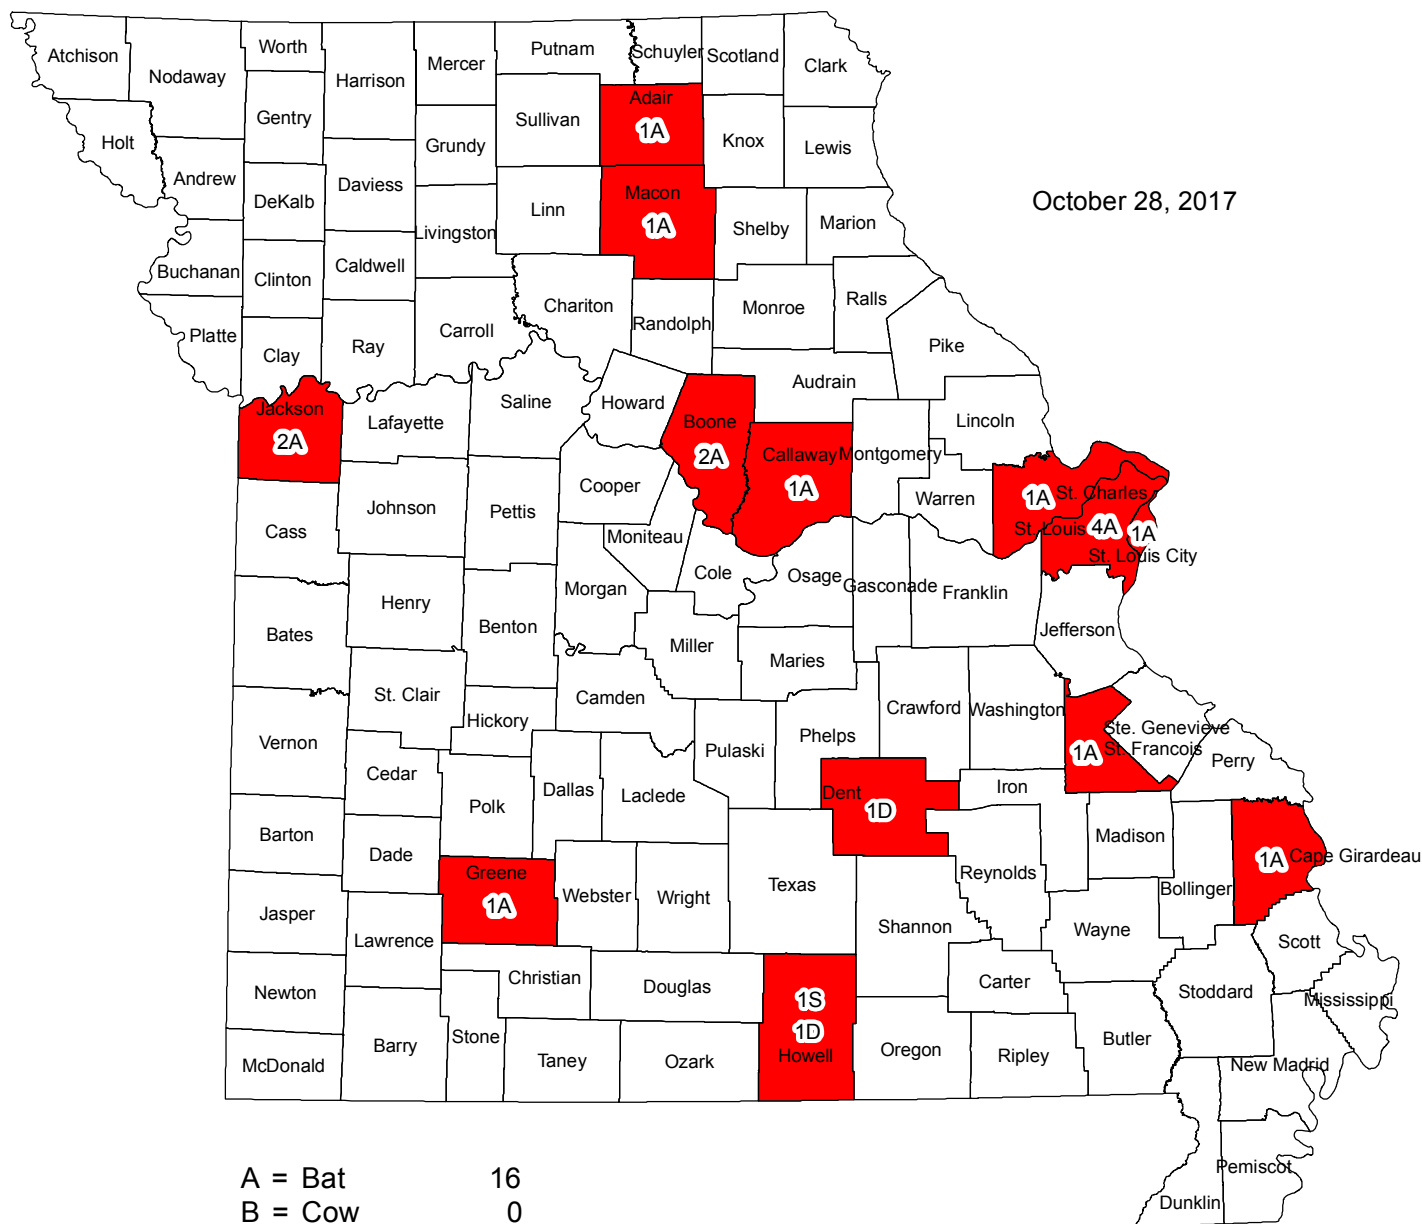 Atchison
Nodaway
Worth
Harrison
Mercer
Putnam
Schuyler
Scotland
Clark
Gentry
Sullivan
Adair
1A
Knox
Lewis
Holt
Andrew
DeKalb
Daviess
Grundy
Linn
Macon
1A
Shelby
Marion
October 28, 2017
Livingston
Buchanan
Clinton
Caldwell
Chariton
Randolph
Monroe
Ralls
Platte
Clay
Ray
Carroll
Pike
Audrain
Jackson
2A
Lafayette
Saline
Howard
Boone
2A
Callaway
1A
Montgomery
Lincoln
Warren
1A
St. Charles
St. Louis
4A
1A
St. Louis City
Cass
Johnson
Pettis
Cooper
Moniteau
Cole
Osage
Gasconade
Franklin
Jefferson
Bates
Henry
Benton
Morgan
Miller
Maries
St. Clair
Hickory
Camden
Pulaski
Phelps
Crawford
Washington
Ste. Genevieve
1A
St. Francois
Perry
Vernon
Cedar
Polk
Dallas
Laclede
Dent
1D
Iron
Madison
1A
Cape Girardeau
Barton
Dade
Greene
1A
Webster
Wright
Texas
Shannon
Reynolds
Bollinger
Wayne
Scott
Jasper
Lawrence
Christian
Douglas
1S
1D
Howell
Carter
Stoddard
Mississippi
Newton
Barry
Stone
Taney
Ozark
Oregon
Ripley
Butler
New Madrid
McDonald
Pemiscot
Dunklin
A = Bat 16
B = Cow 0